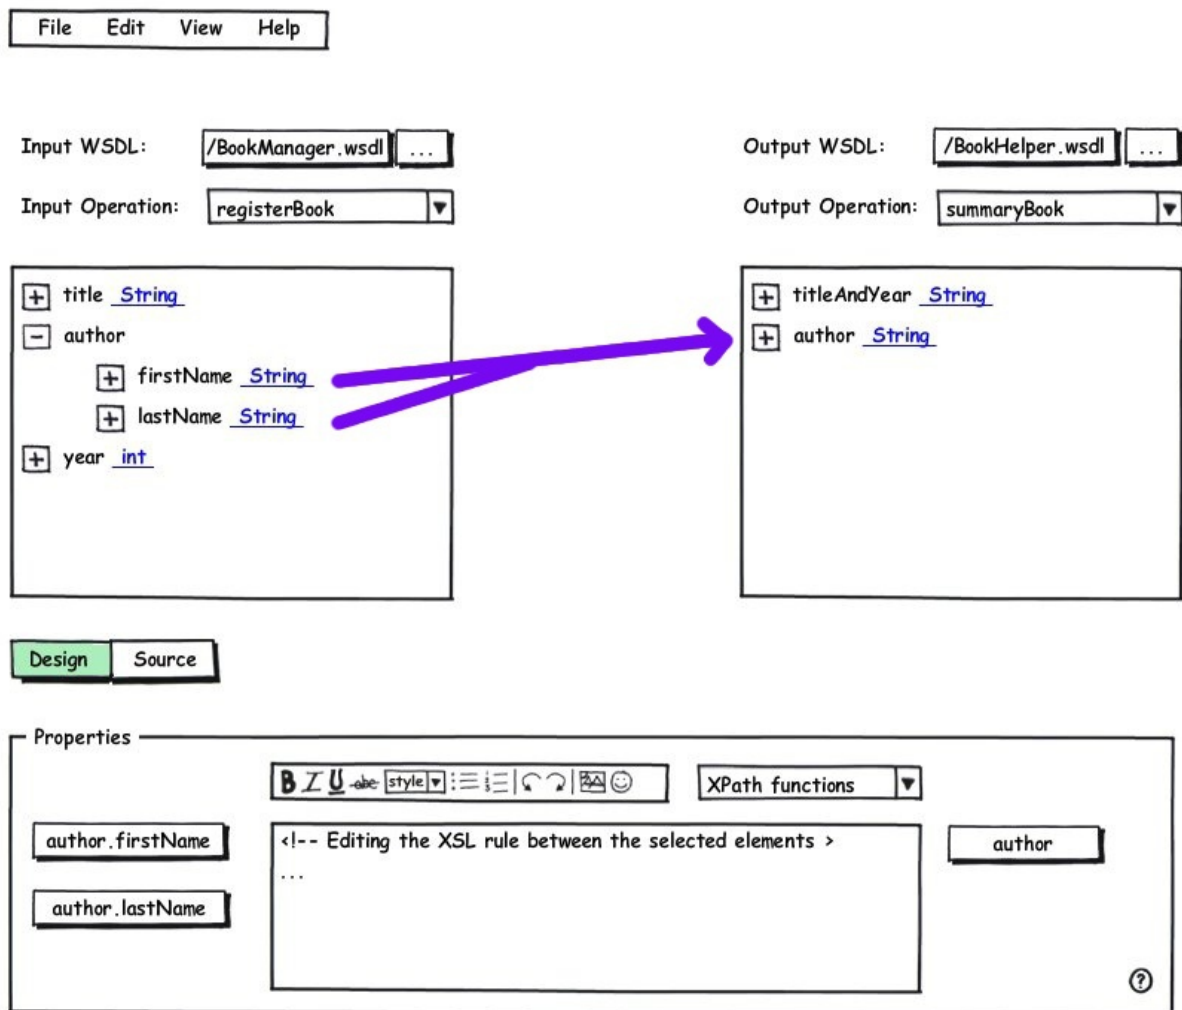 File Edit View Help
Input WSDL: /BookManager.wsdl ...
Output WSDL: /BookHelper.wsdl ...
Input Operation: registerBook
Output Operation: summaryBook
+ title String
- author
+ firstName String
+ lastName String
+ year int
+ titleAndYear String
+ author String
Design Source
Properties
B I U abc style
XPath functions
author.firstName
author.lastName
<!-- Editing the XSL rule between the selected elements >
...
author
?